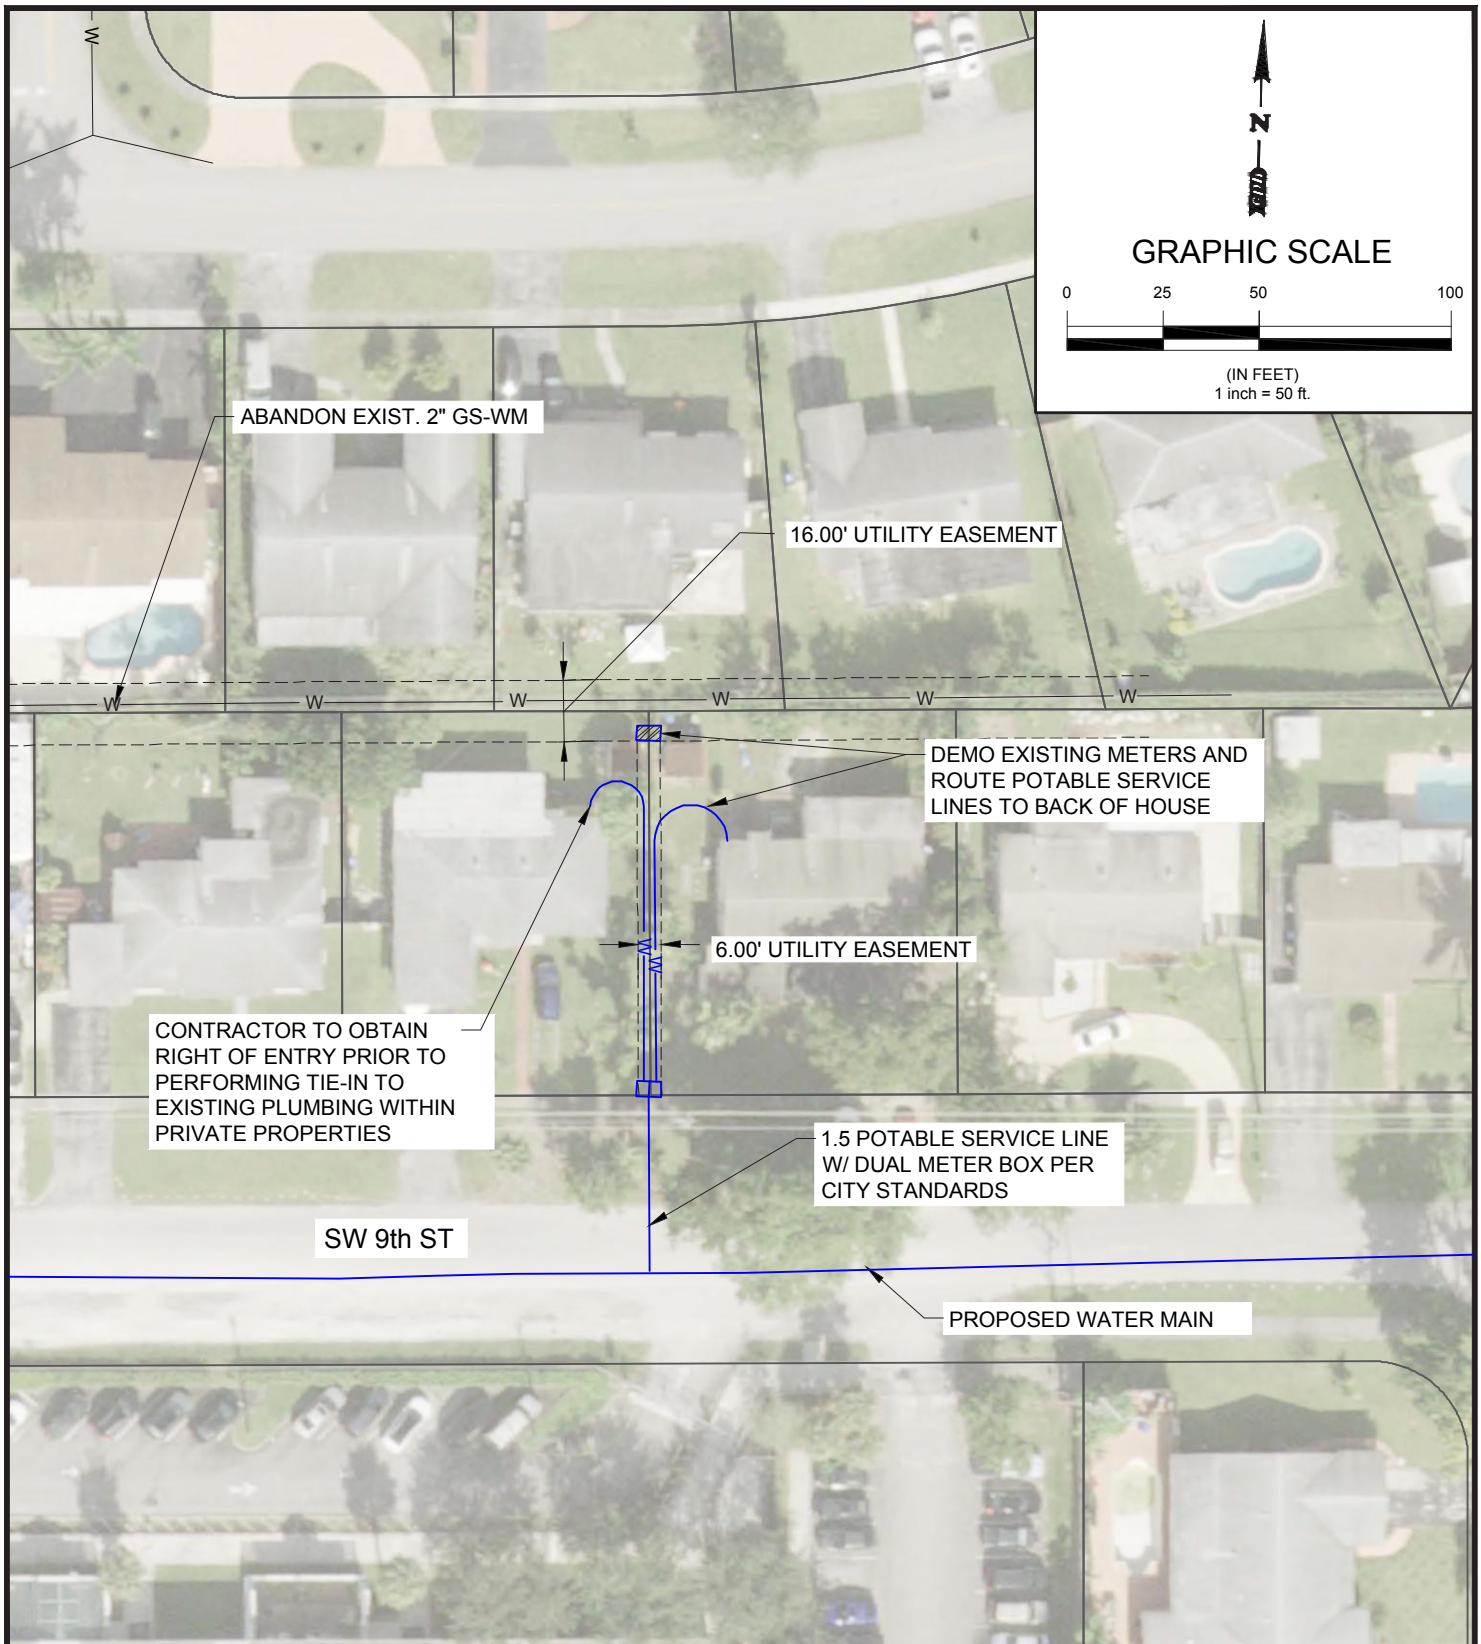 W
N
GRAPHIC SCALE
0 25 50 100
(IN FEET)
1 inch = 50 ft.
ABANDON EXIST. 2" GS-WM
16.00' UTILITY EASEMENT
W W W W W W
DEMO EXISTING METERS AND
ROUTE POTABLE SERVICE
LINES TO BACK OF HOUSE
W
W
6.00' UTILITY EASEMENT
CONTRACTOR TO OBTAIN
RIGHT OF ENTRY PRIOR TO
PERFORMING TIE-IN TO
EXISTING PLUMBING WITHIN
PRIVATE PROPERTIES
1.5 POTABLE SERVICE LINE
W/ DUAL METER BOX PER
CITY STANDARDS
SW 9th ST
PROPOSED WATER MAIN